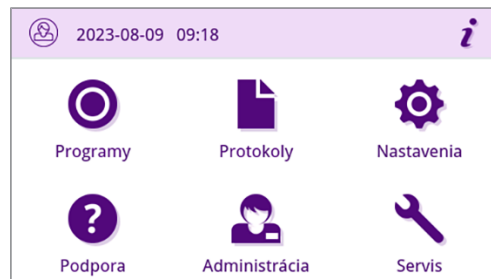 2023-08-09 09:18 i
Programy Protokoly Nastavenia
? 
Podpora Administrácia Servis